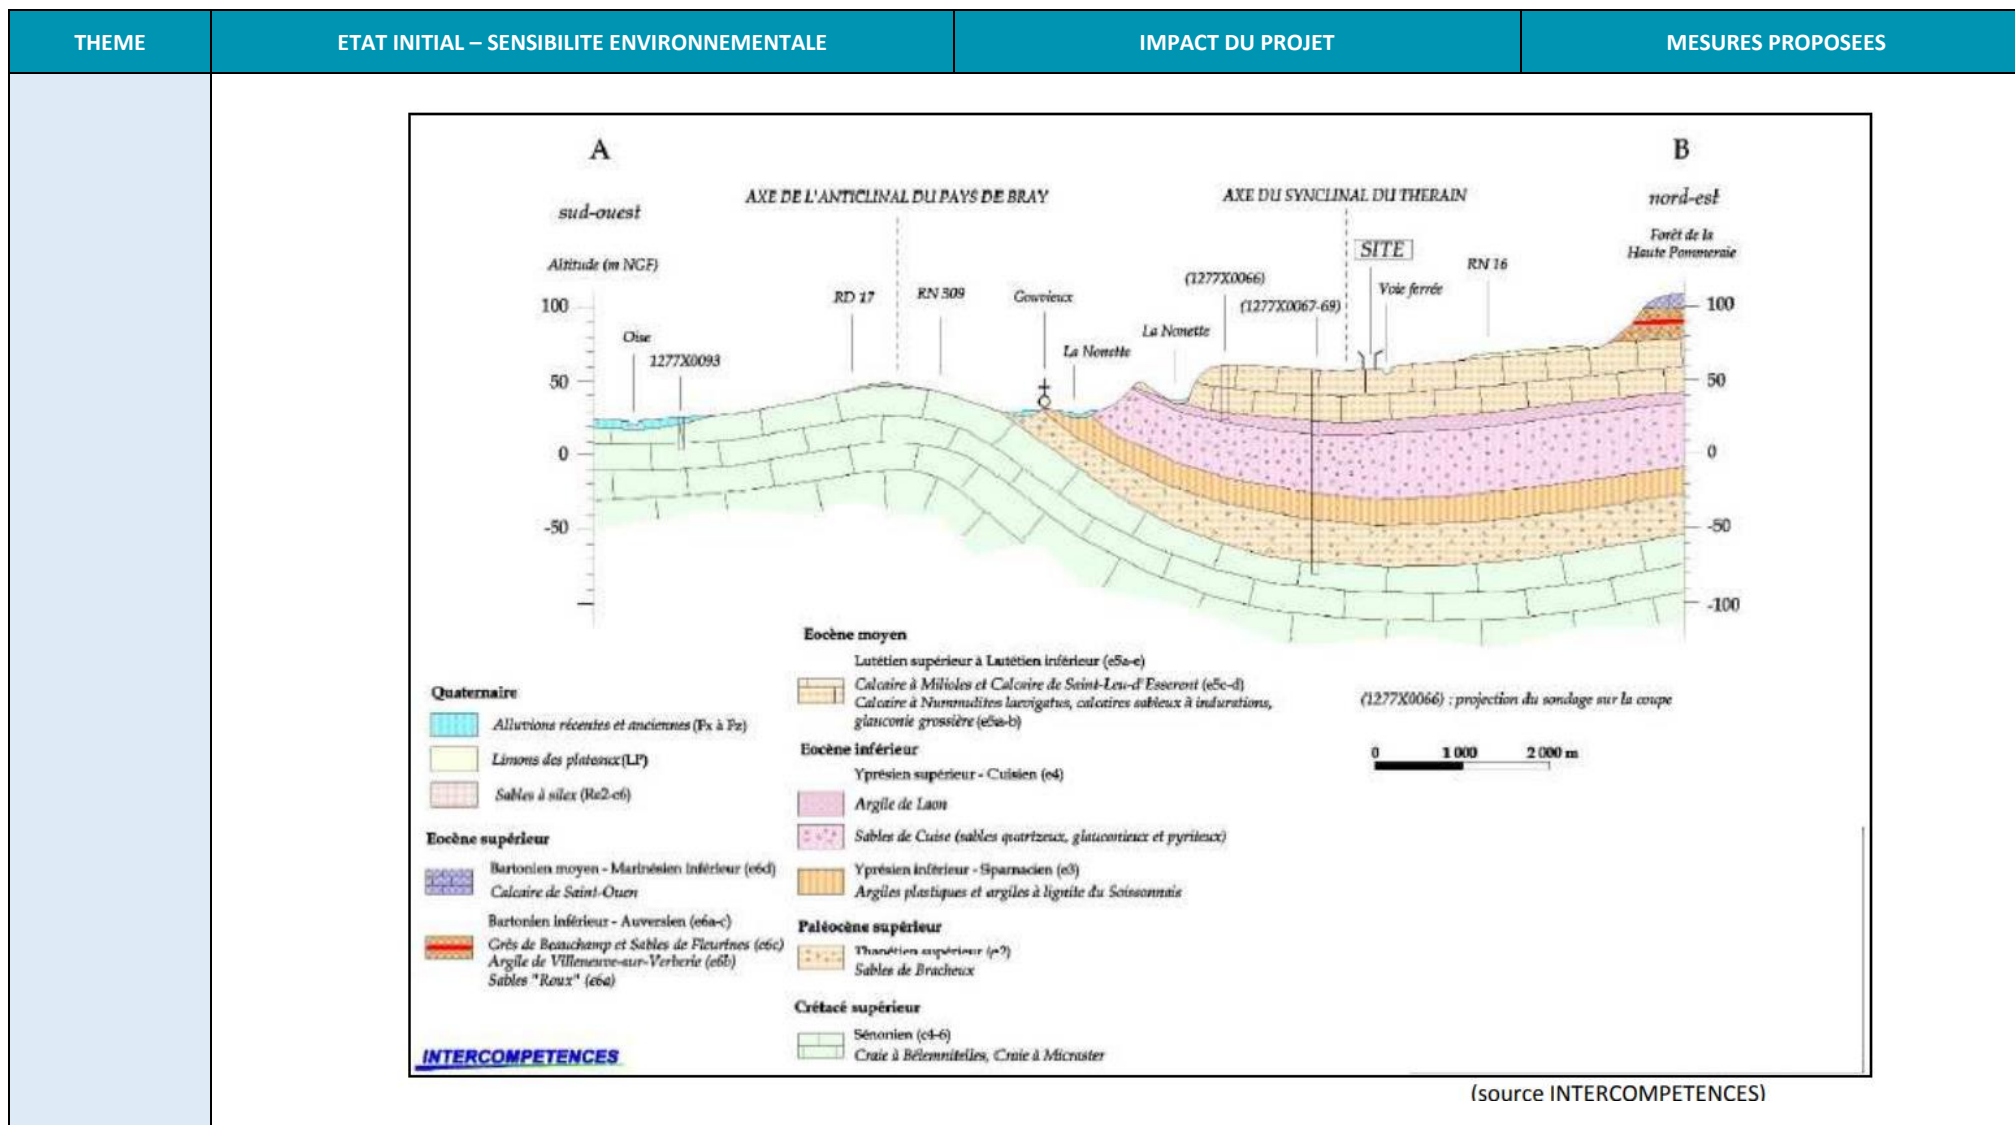 THEME
ETAT INITIAL – SENSIBILITE ENVIRONNEMENTALE
IMPACT DU PROJET
MESURES PROPOSEES
A
B
sud-ouest
AXE DE L'ANTICLINAL DU PAYS DE BRAY
AXE DU SYNCLINAL DU THERAIN
nord-est
Altitude (m NGF)
Forêt de la
Haute Pommeraie
SITE
RN 16
Voie ferrée
(1277X0066)
(1277X0067-69)
RD 17
RN 309
Gouvieux
La Nonette
La Nonette
Oise
1277X0093
100
50
0
-50
100
50
0
-50
-100
Quaternaire
Alluvions récentes et anciennes (Fx à Fz)
Limons des plateaux (LP)
Sables à silex (Re2-e6)
Eocène supérieur
Bartonien moyen - Marinésien inférieur (e6d)
Calcaire de Saint-Ouen
Bartonien inférieur - Auversien (e6a-c)
Grès de Beauchamp et Sables de Fleurines (e6c)
Argile de Villeneuve-sur-Verberie (e6b)
Sables "Roux" (e6a)
Eocène moyen
Lutétien supérieur à Lutétien inférieur (e5a-e)
Calcaire à Milioles et Calcaire de Saint-Leu-d'Esserent (e5c-d)
Calcaire à Nummulites laevigatus, calcaires sableux à indurations,
glauconie grossière (e5a-b)
Eocène inférieur
Yprésien supérieur - Cuisien (e4)
Argile de Laon
Sables de Cuise (sables quartzeux, glauconieux et pyriteux)
Yprésien inférieur - Sparnacien (e3)
Argiles plastiques et argiles à lignite du Soissonnais
Paléocène supérieur
Thanétien supérieur (e2)
Sables de Bracheux
Crétacé supérieur
Sénonien (c4-6)
Craie à Bélemnitelles, Craie à Micraster
(1277X0066) : projection du sondage sur la coupe
0 1 000 2 000 m
INTERCOMPETENCES
(source INTERCOMPETENCES)